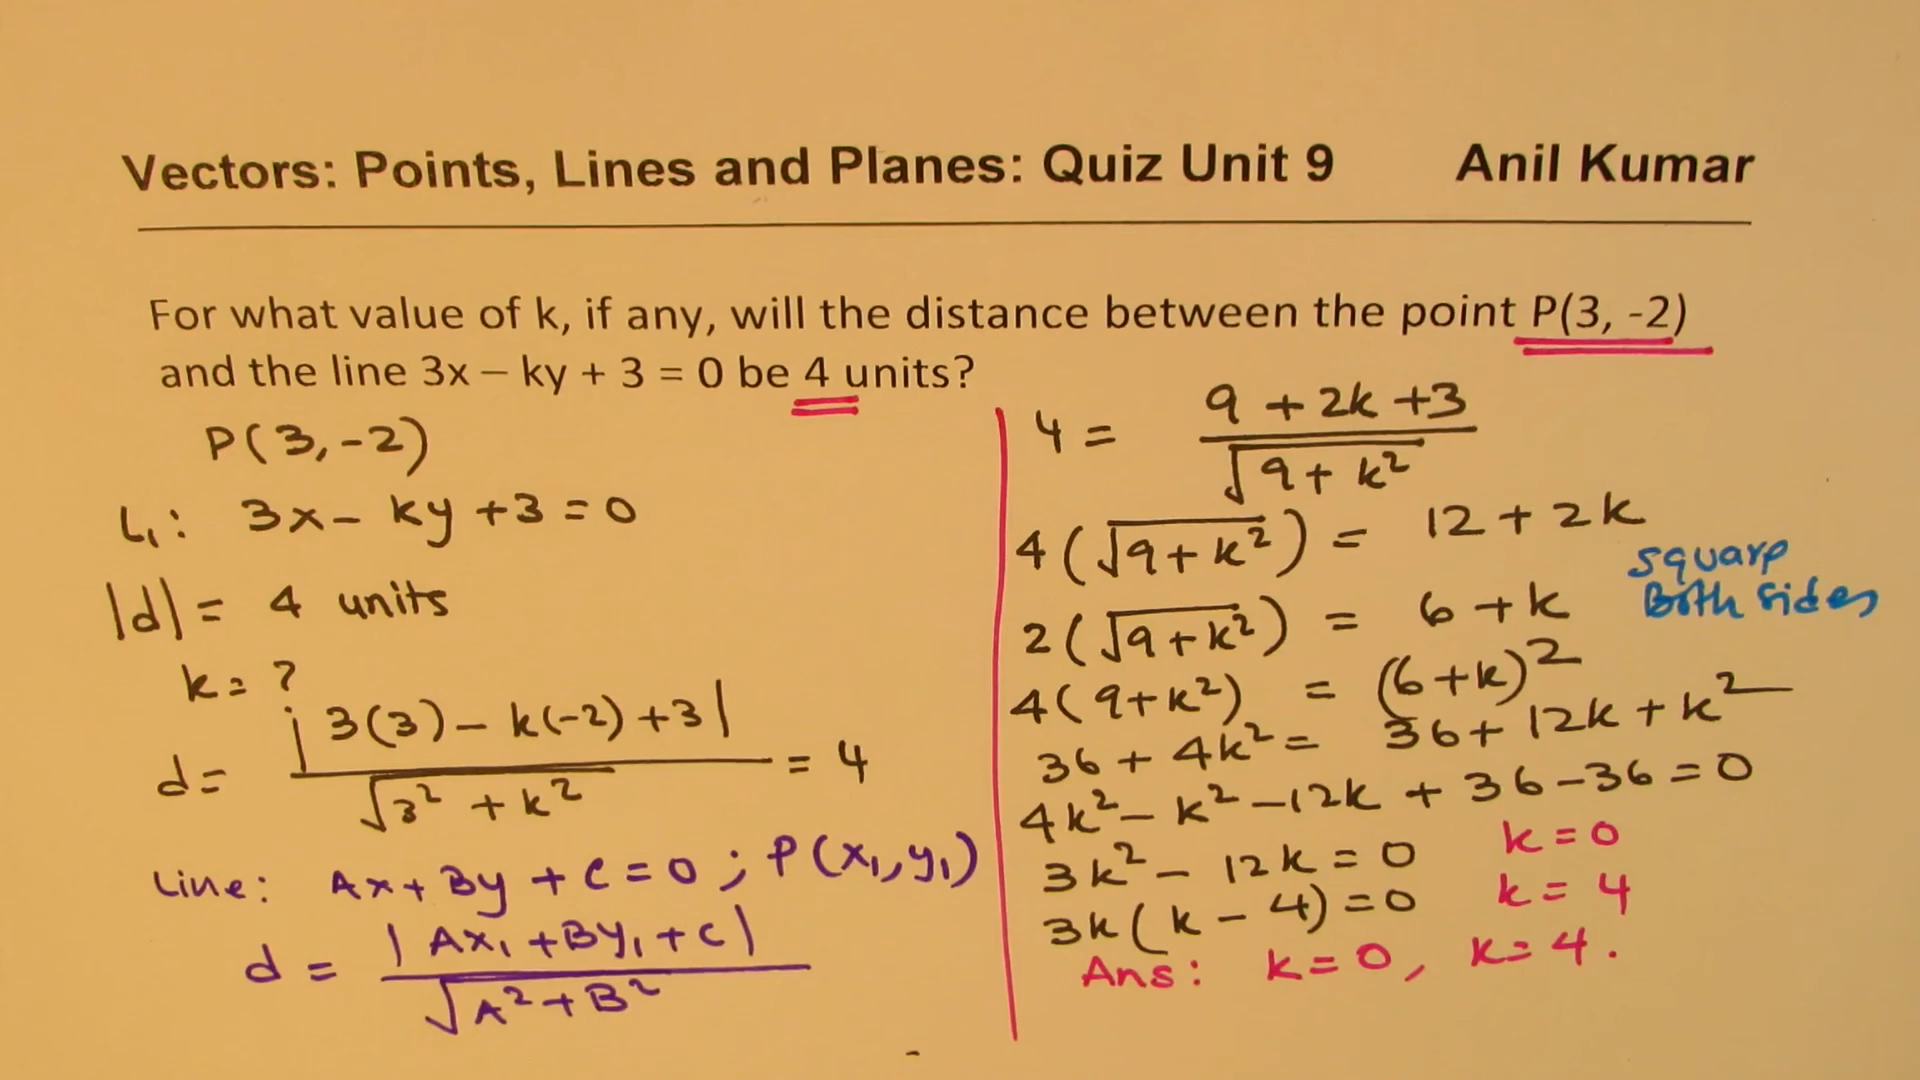 Vectors: Points, Lines and Planes: Quiz Unit 9 Anil Kumar
For what value of k, if any, will the distance between the point P(3, -2)
and the line 3x – ky + 3 = 0 be 4 units?
P(3, -2)
L₁: 3x - ky + 3 = 0
|d| = 4 units
k = ?
d = |3(3) - k(-2) + 3| / √(3² + k²) = 4
Line: Ax + By + C = 0 ; P(x₁, y₁)
d = |Ax₁ + By₁ + C| / √(A² + B²)
4 = (9 + 2k + 3) / √(9 + k²)
4(√(9 + k²)) = 12 + 2k
square
Both sides
2(√(9 + k²)) = 6 + k
4(9 + k²) = (6 + k)²
36 + 4k² = 36 + 12k + k²
4k² - k² - 12k + 36 - 36 = 0
3k² - 12k = 0 k = 0
3k(k - 4) = 0 k = 4
Ans: k = 0, k = 4.